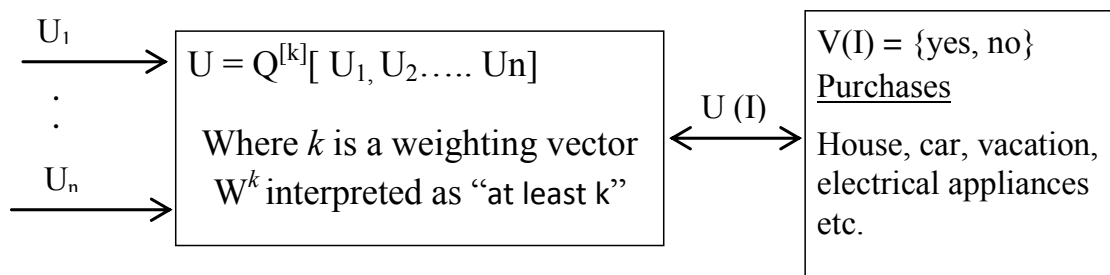 U₁
.
.
Uₙ
U = Q[k][ U₁, U₂….. Un]
Where k is a weighting vector
Wᵏ interpreted as “at least k”
U (I)
V(I) = {yes, no}
Purchases
House, car, vacation,
electrical appliances
etc.